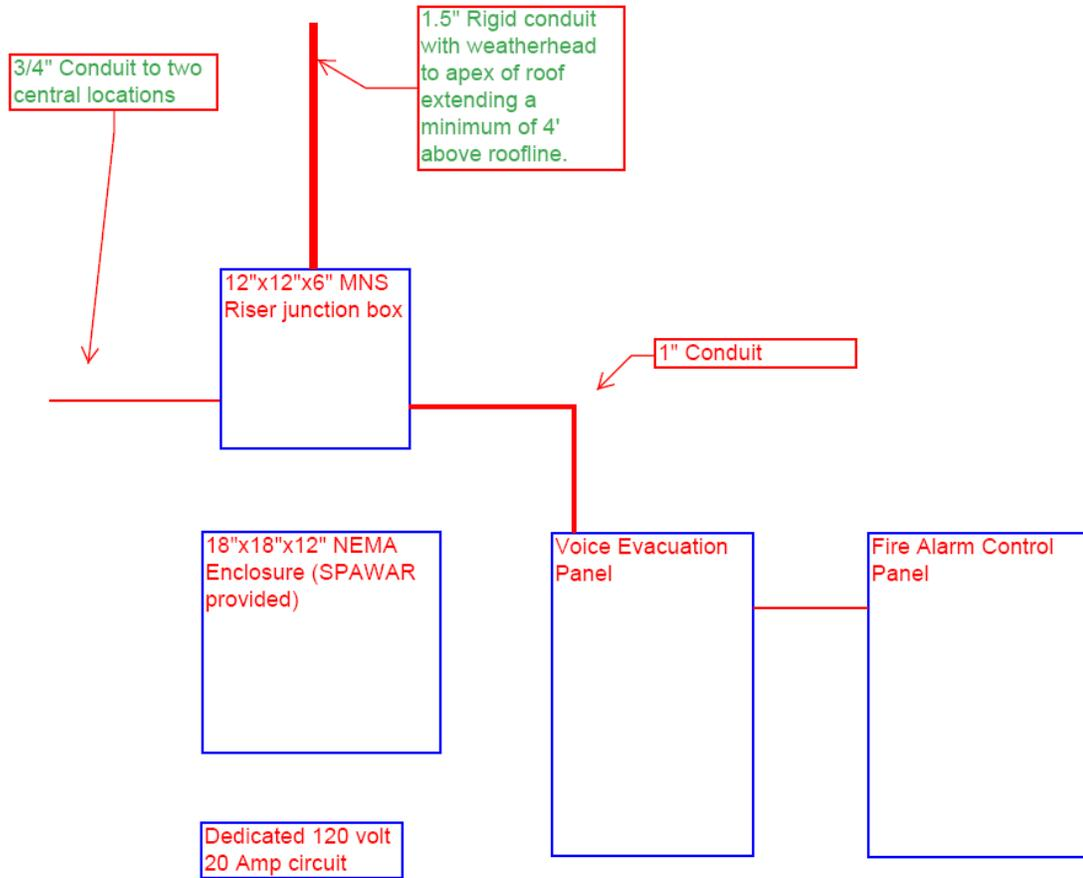 1.5" Rigid conduit
with weatherhead
to apex of roof
extending a
minimum of 4'
above roofline.
3/4" Conduit to two
central locations
12"x12"x6" MNS
Riser junction box
1" Conduit
18"x18"x12" NEMA
Enclosure (SPAWAR
provided)
Voice Evacuation
Panel
Fire Alarm Control
Panel
Dedicated 120 volt
20 Amp circuit